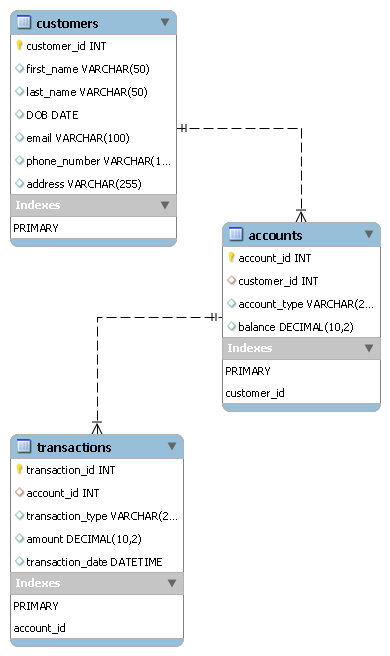 customers
customer_id INT
first_name VARCHAR(50)
last_name VARCHAR(50)
DOB DATE
email VARCHAR(100)
phone_number VARCHAR(1...
address VARCHAR(255)
Indexes
PRIMARY
accounts
account_id INT
customer_id INT
account_type VARCHAR(2...
balance DECIMAL(10,2)
Indexes
PRIMARY
customer_id
transactions
transaction_id INT
account_id INT
transaction_type VARCHAR(2...
amount DECIMAL(10,2)
transaction_date DATETIME
Indexes
PRIMARY
account_id